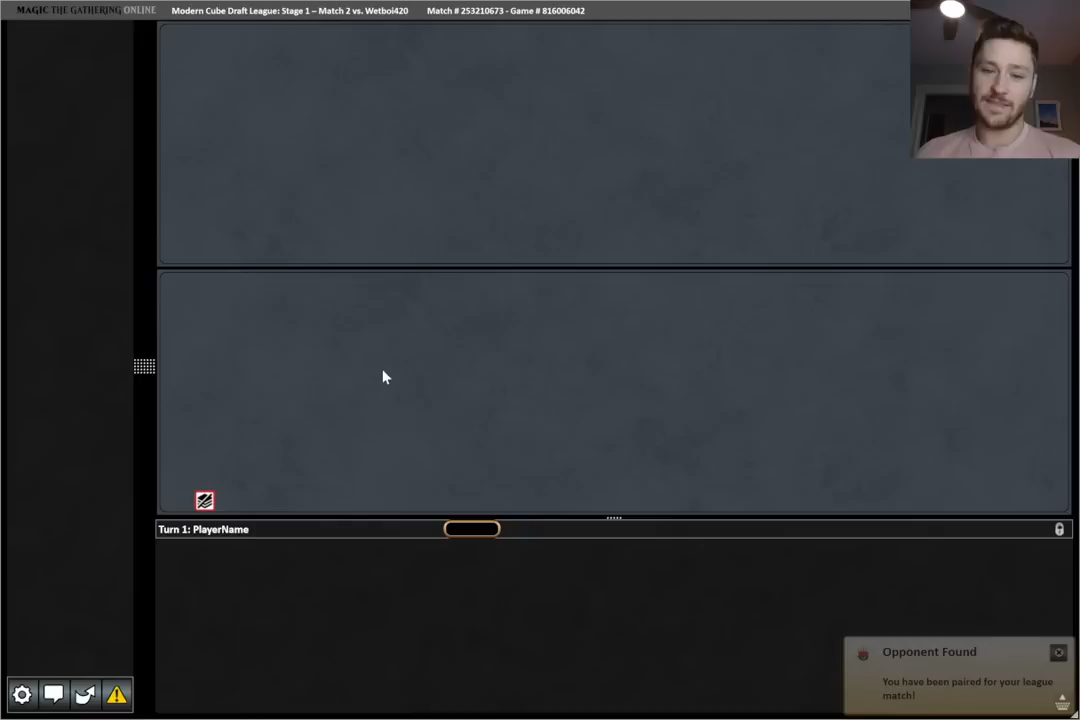 MAGIC THE GATHERING ONLINE
Modern Cube Draft League: Stage 1 – Match 2 vs. Wetboi420
Match # 253210673 - Game # 816006042
Turn 1: PlayerName
Opponent Found
You have been paired for your league
match!